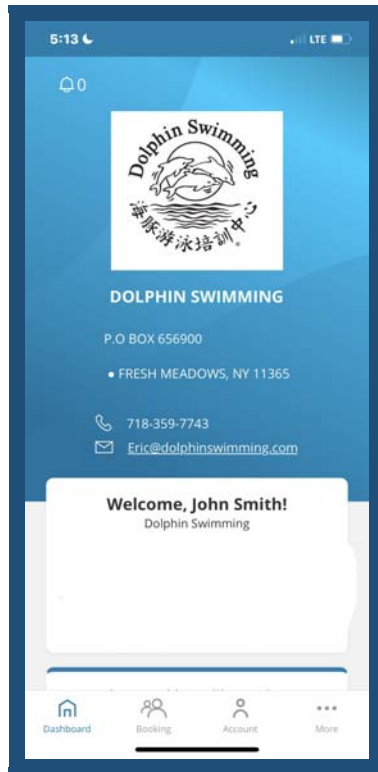 5:13
LTE
0
Dolphin Swimming
海豚游泳培訓中心
DOLPHIN SWIMMING
P.O BOX 656900
• FRESH MEADOWS, NY 11365
718-359-7743
Eric@dolphinswimming.com
Welcome, John Smith!
Dolphin Swimming
Dashboard
Booking
Account
More